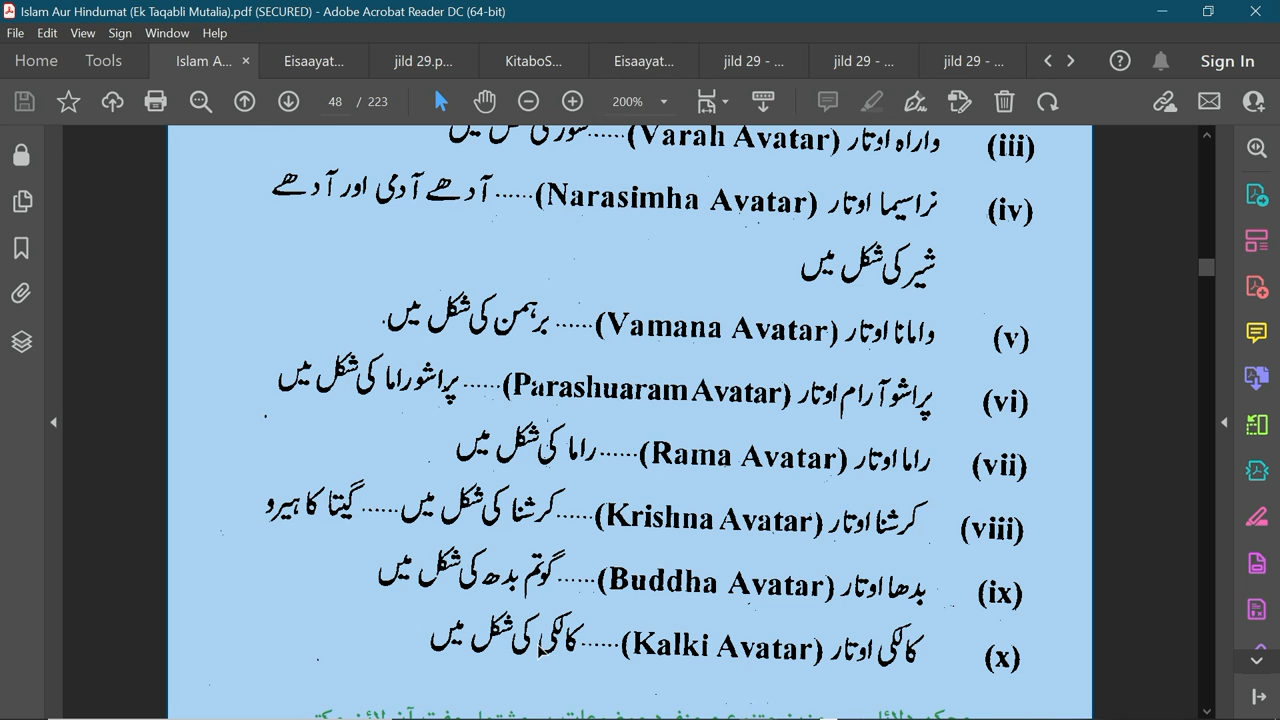 Islam Aur Hindumat (Ek Taqabli Mutalia).pdf (SECURED) - Adobe Acrobat Reader DC (64-bit)
File Edit View Sign Window Help
Home Tools Islam A... × Eisaayat... jild 29.p... KitaboS... Eisaayat... jild 29 - ... jild 29 - ... jild 29 - ... Sign In
48 / 223 200%
(iii) واراہ اوتار (Varah Avatar)...... میں
(iv) نراسیما اوتار (Narasimha Avatar)...... آدھے آدمی اور آدھے
شیر کی شکل میں
(v) وامانا اوتار (Vamana Avatar)...... برہمن کی شکل میں.
(vi) پراشو آرام اوتار (Parashuaram Avatar)...... پراشوراما کی شکل میں
(vii) راما اوتار (Rama Avatar)...... راما کی شکل میں
(viii) کرشنا اوتار (Krishna Avatar)...... کرشنا کی شکل میں...... گیتا کا ہیرو
(ix) بدھا اوتار (Buddha Avatar)...... گوتم بدھ کی شکل میں
(x) کالکی اوتار (Kalki Avatar)...... کالکی کی شکل میں